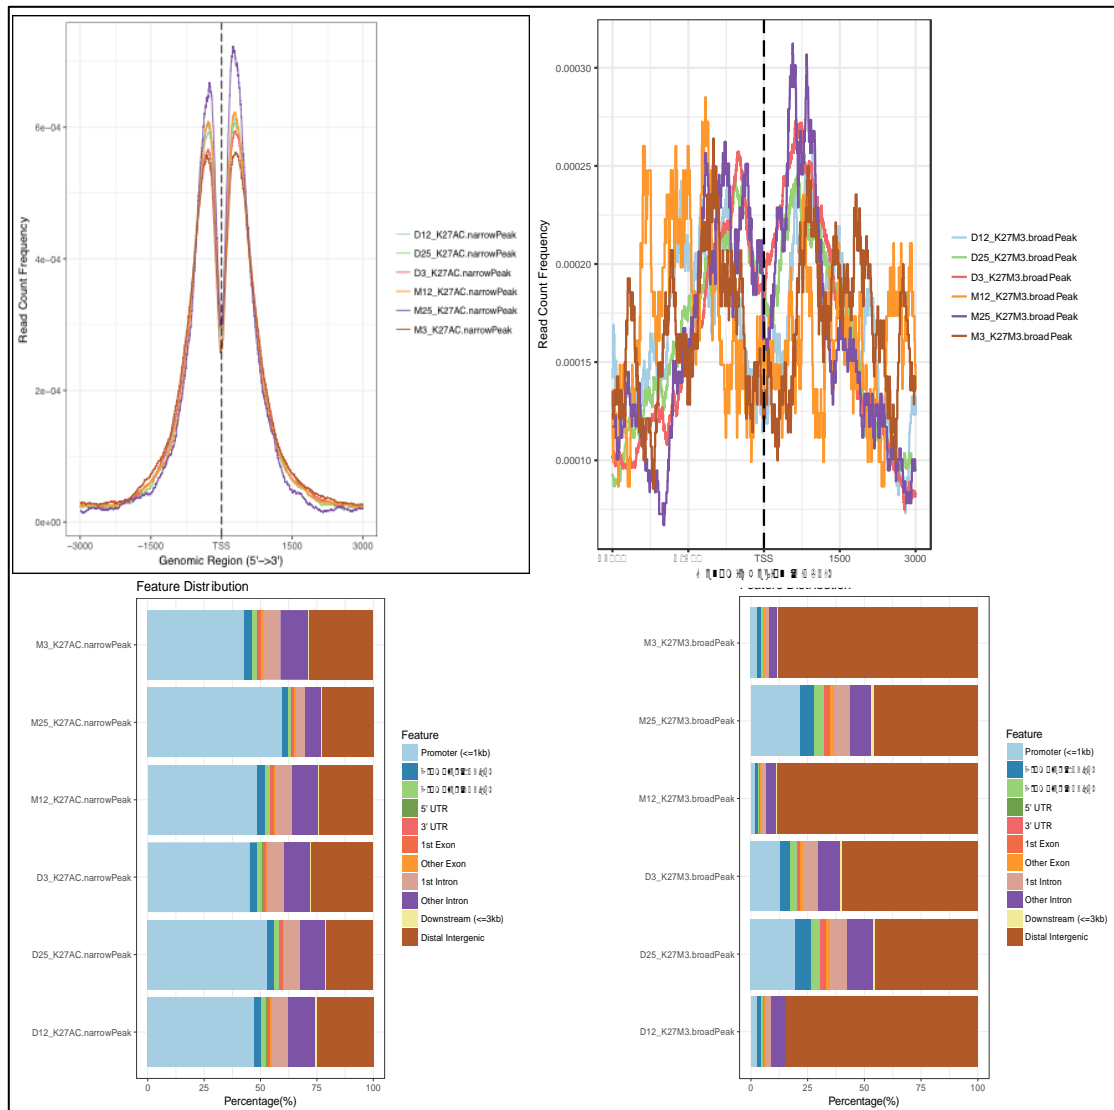 6e−04
4e−04
2e−04
0e+00
Read Count Frequency
−3000
−1500
TSS
1500
3000
Genomic Region (5'->3')
D12_K27AC.narrowPeak
D25_K27AC.narrowPeak
D3_K27AC.narrowPeak
M12_K27AC.narrowPeak
M25_K27AC.narrowPeak
M3_K27AC.narrowPeak
0.00030
0.00025
0.00020
0.00015
0.00010
Read Count Frequency
TSS
1500
3000
D12_K27M3.broadPeak
D25_K27M3.broadPeak
D3_K27M3.broadPeak
M12_K27M3.broadPeak
M25_K27M3.broadPeak
M3_K27M3.broadPeak
Feature Distribution
M3_K27AC.narrowPeak
M25_K27AC.narrowPeak
M12_K27AC.narrowPeak
D3_K27AC.narrowPeak
D25_K27AC.narrowPeak
D12_K27AC.narrowPeak
0
25
50
75
100
Percentage(%)
Feature
Promoter (<=1kb)
5' UTR
3' UTR
1st Exon
Other Exon
1st Intron
Other Intron
Downstream (<=3kb)
Distal Intergenic
Feature Distribution
M3_K27M3.broadPeak
M25_K27M3.broadPeak
M12_K27M3.broadPeak
D3_K27M3.broadPeak
D25_K27M3.broadPeak
D12_K27M3.broadPeak
0
25
50
75
100
Percentage(%)
Feature
Promoter (<=1kb)
5' UTR
3' UTR
1st Exon
Other Exon
1st Intron
Other Intron
Downstream (<=3kb)
Distal Intergenic